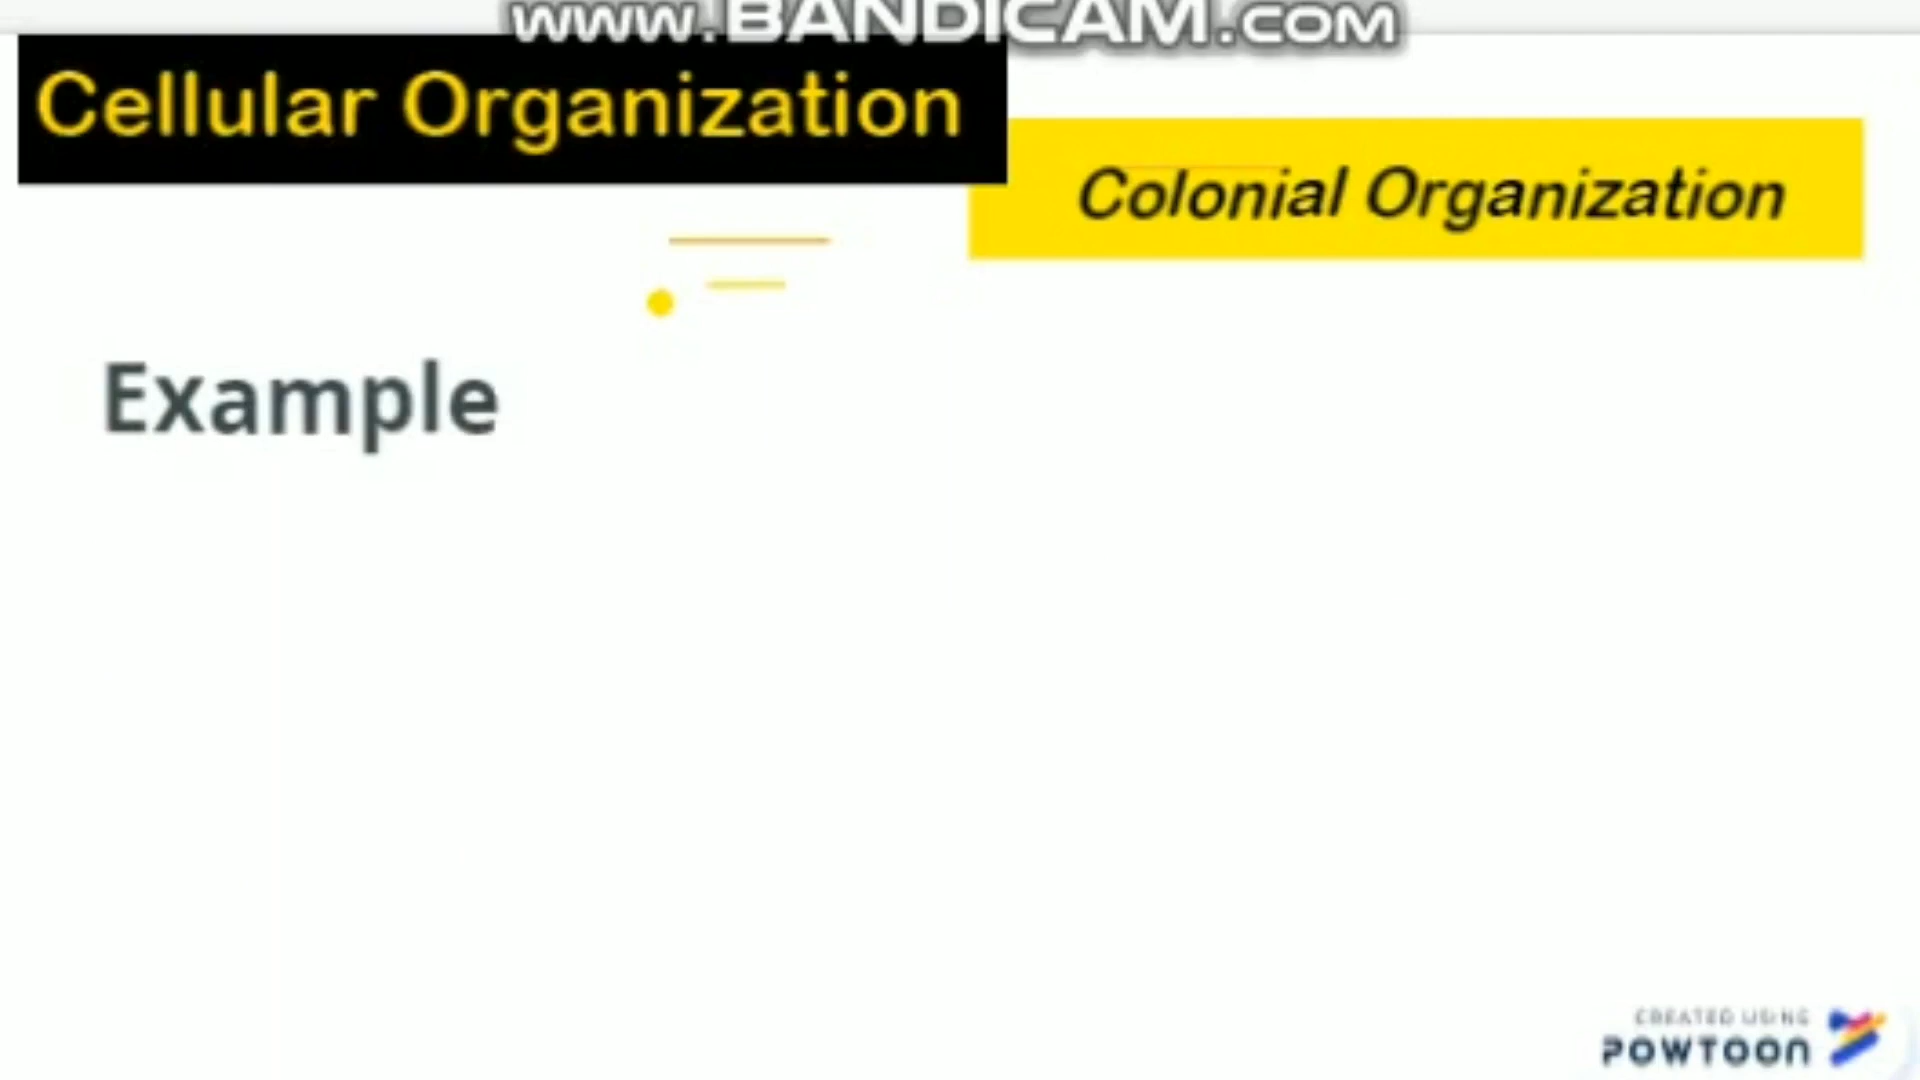 www.BANDICAM.com
Cellular Organization
Colonial Organization
Example
CREATED USING
POWTOON